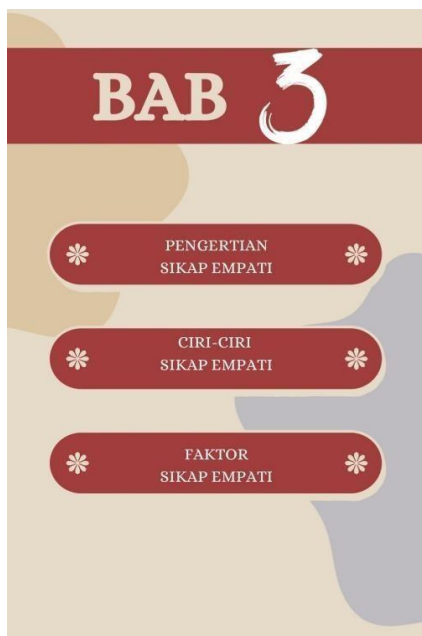 BAB 3
PENGERTIAN
SIKAP EMPATI
CIRI-CIRI
SIKAP EMPATI
FAKTOR
SIKAP EMPATI